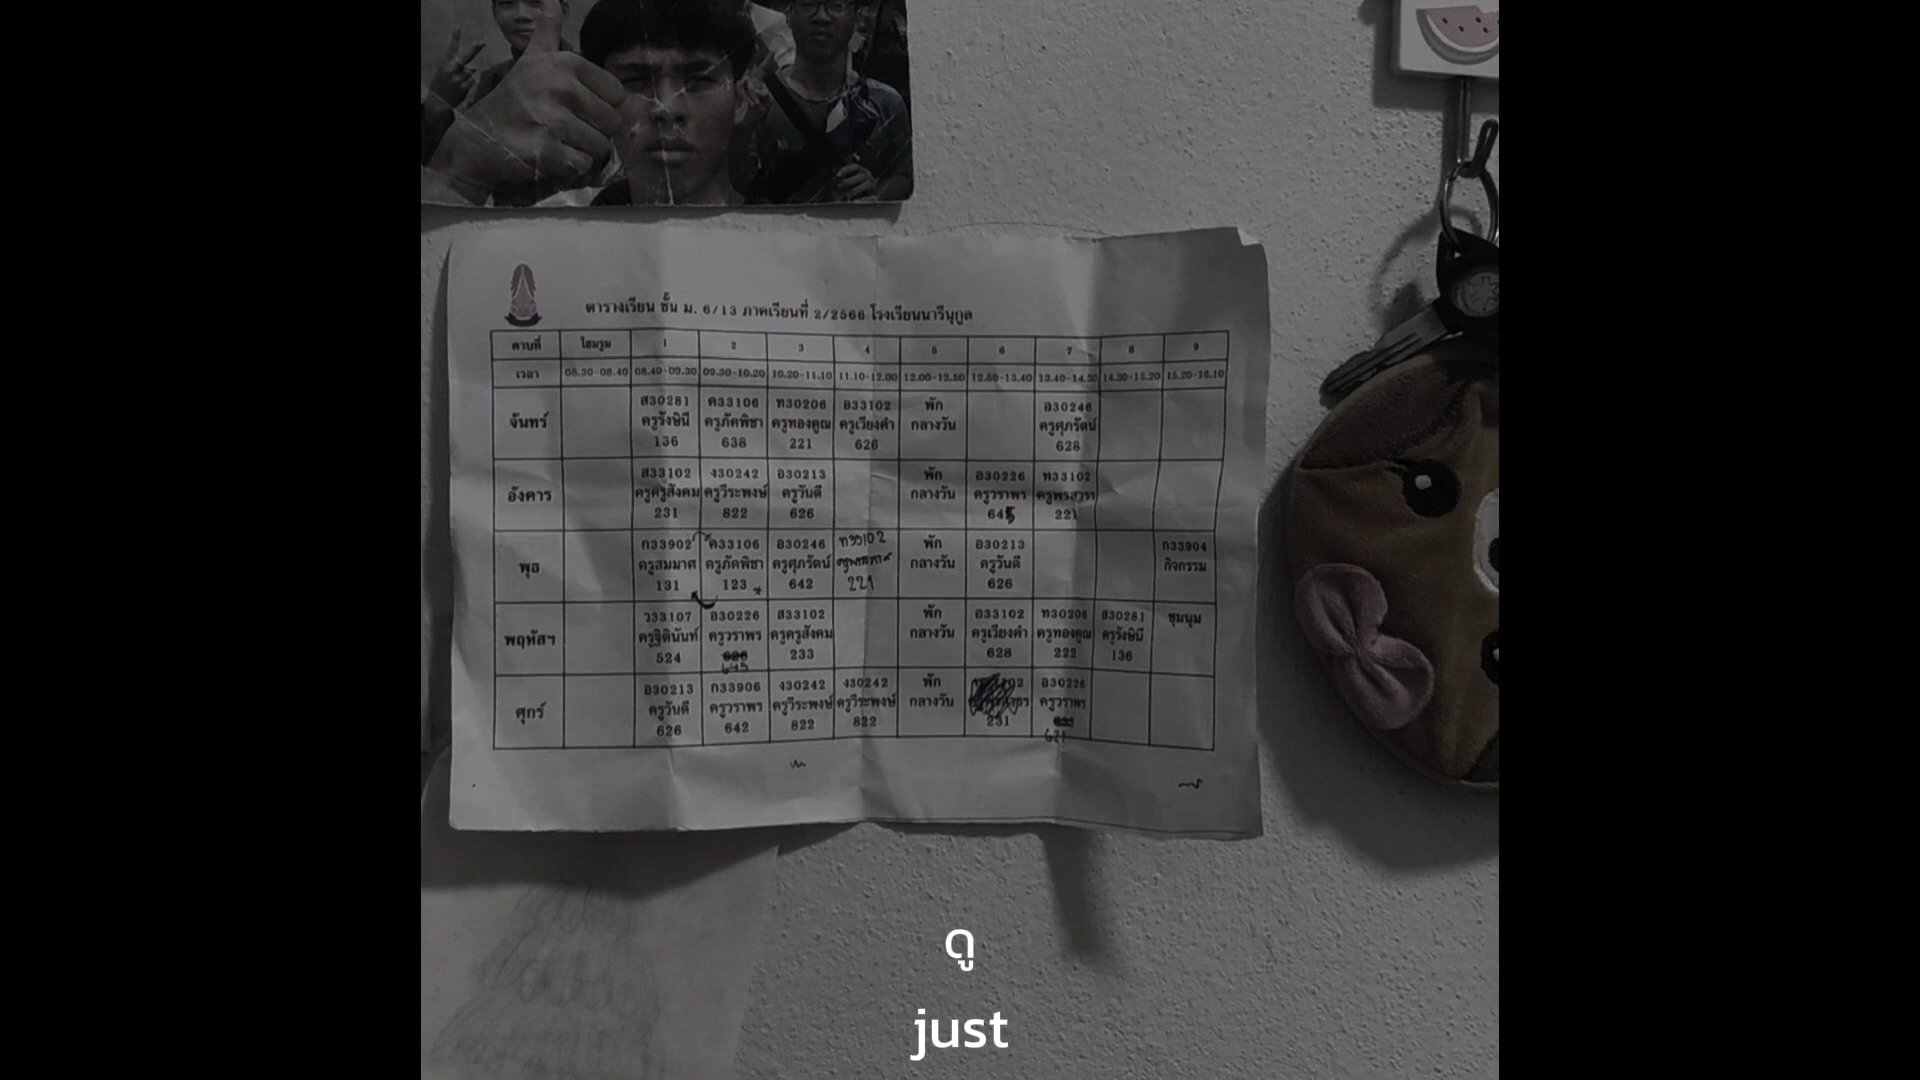 ตารางเรียน ชั้น ม. 6/13 ภาคเรียนที่ 2/2566 โรงเรียนนารีนุกูล
คาบที่ โฮมรูม 1 2 3 4 5 6 7 8 9
เวลา 08.30-08.40 08.40-09.30 09.30-10.20 10.20-11.10 11.10-12.00 12.00-12.50 12.50-13.40 13.40-14.30 14.30-15.20 15.20-16.10
ส30281 ค33106 ท30206 อ33102 พัก อ30246
จันทร์ ครูรังษินี ครูภัคพิชา ครูทองคูณ ครูเวียงคำ กลางวัน ครูศุภรัตน์
136 638 221 626 628
ส33102 ง30242 อ30213 พัก อ30226 ท33102
อังคาร ครูครูสังคม ครูวีระพงษ์ ครูวันดี กลางวัน ครูวราพร
231 822 626 645 221
ก33902 ค33106 อ30246 ท33102 พัก อ30213 ก33904
พุธ ครูสมมาศ ครูภัคพิชา ครูศุภรัตน์ กลางวัน ครูวันดี กิจกรรม
131 123 642 221 626
ว33107 อ30226 ส33102 พัก อ33102 ท30206 ส30281 ชุมนุม
พฤหัสฯ ครูฐิตินันท์ ครูวราพร ครูครูสังคม กลางวัน ครูเวียงคำ ครูทองคูณ ครูรังษินี
524 626 233 628 222 136
645
อ30213 ก33906 ง30242 ง30242 พัก อ30226
ศุกร์ ครูวันดี ครูวราพร ครูวีระพงษ์ ครูวีระพงษ์ กลางวัน ครูวราพร
626 642 822 822 231
621
ดู
just